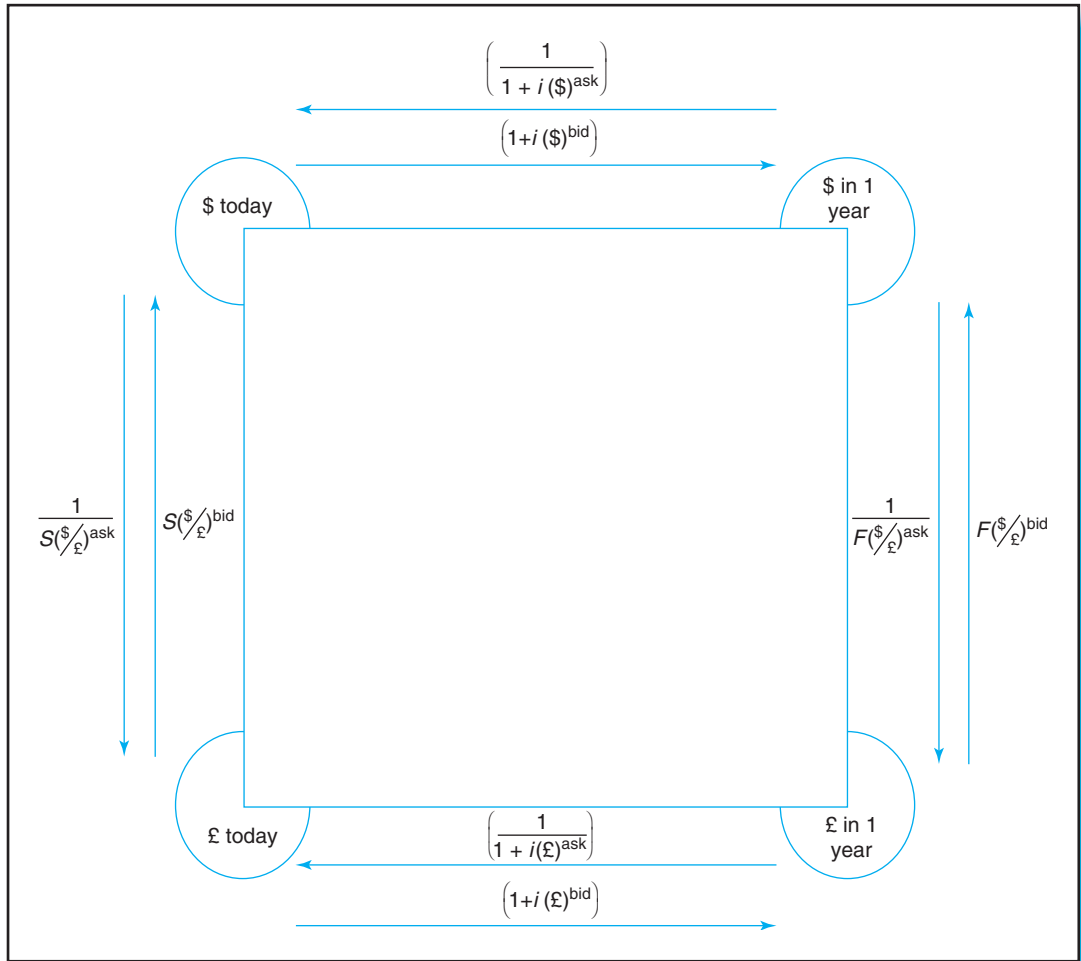 (1 / (1 + i ($)^ask))
(1+i ($)^bid)
$ today
$ in 1
year
1 / S($/£)^ask
S($/£)^bid
1 / F($/£)^ask
F($/£)^bid
£ today
(1 / (1 + i(£)^ask))
£ in 1
year
(1+i (£)^bid)